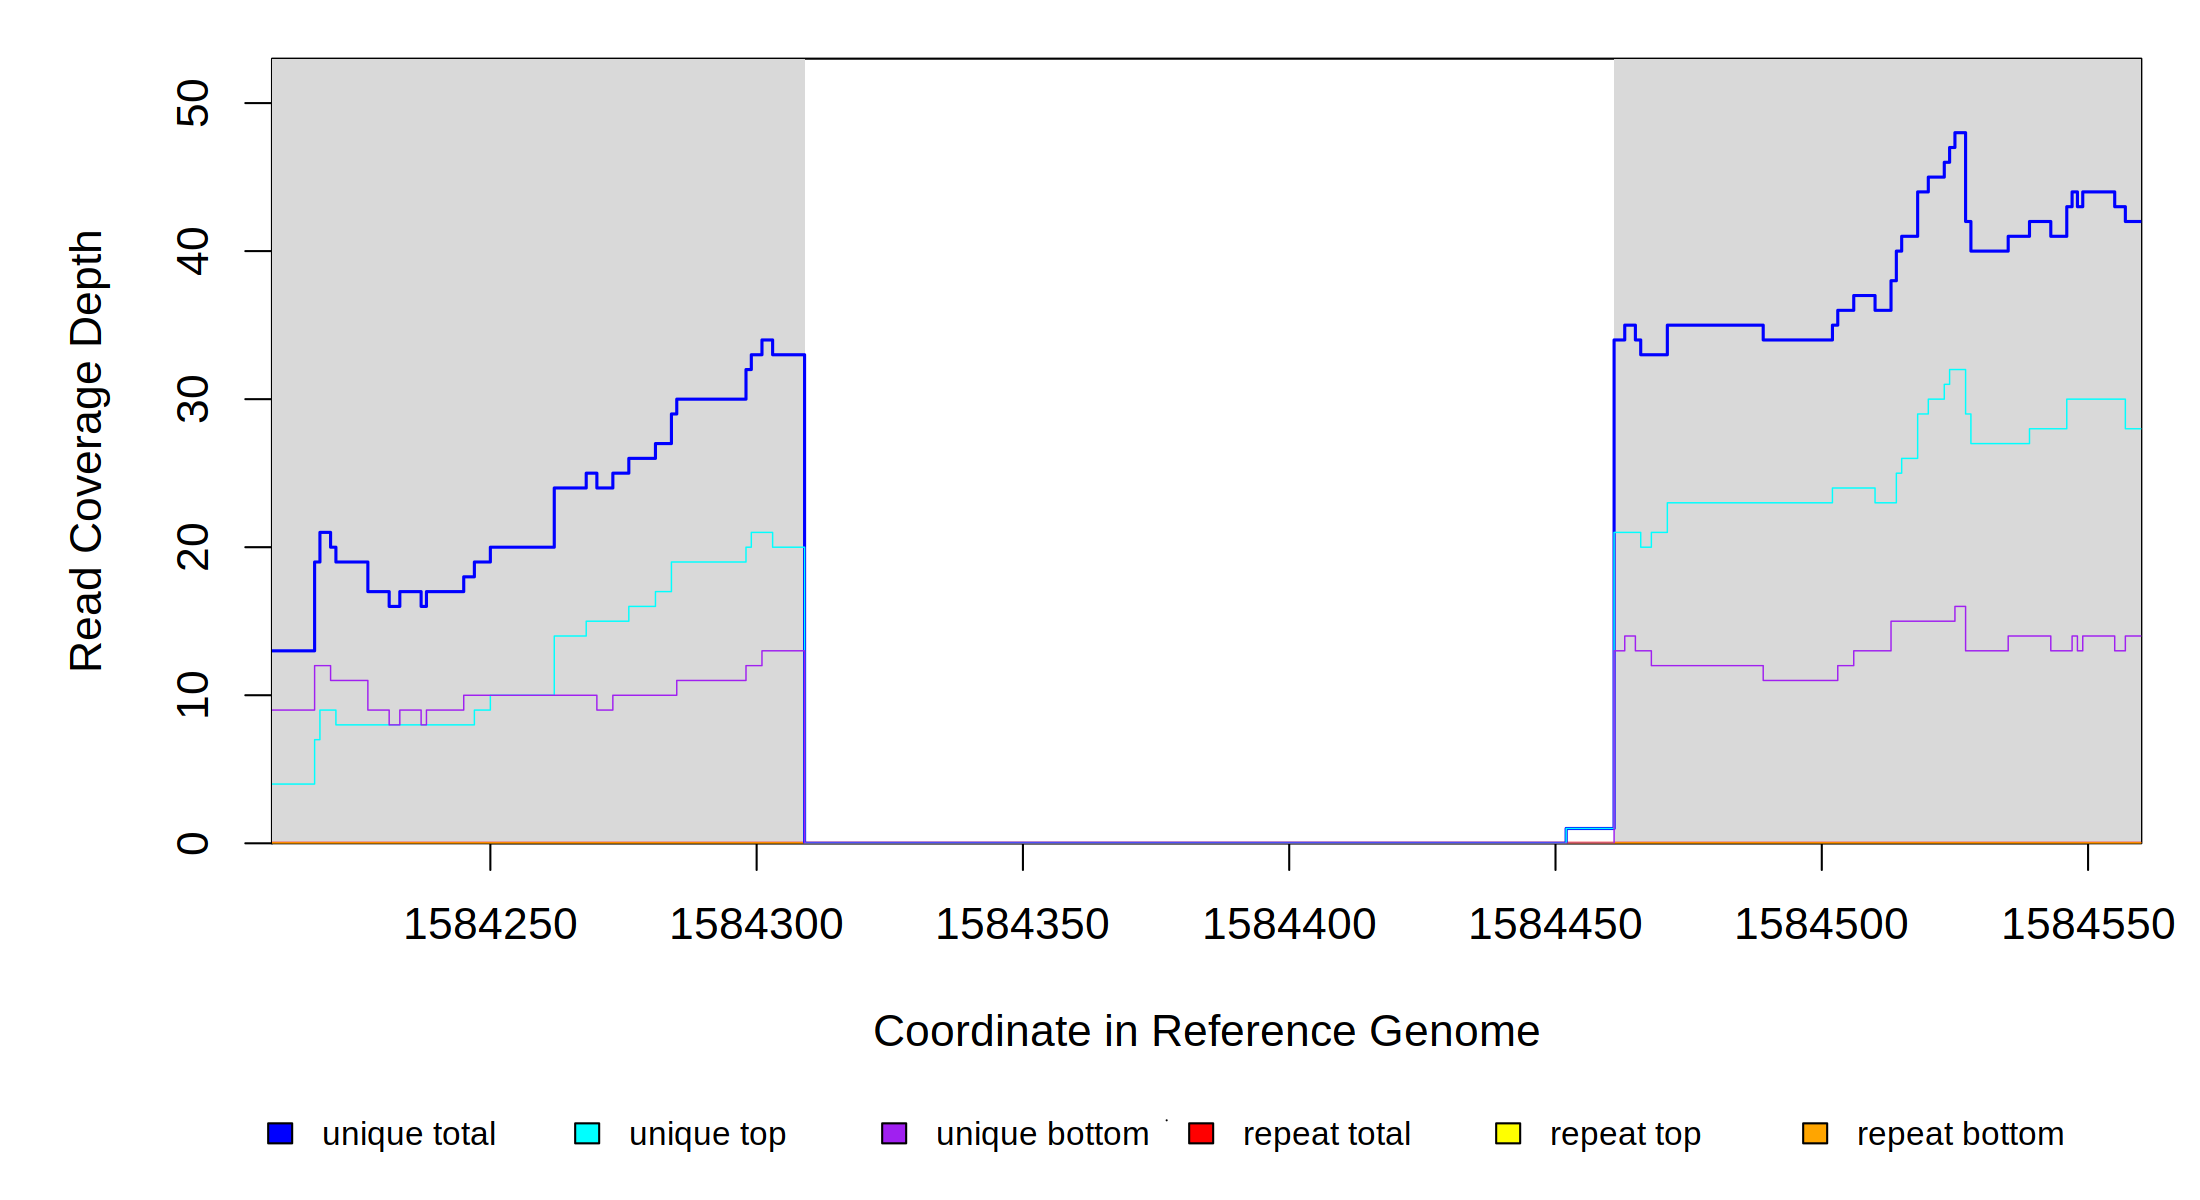 50
40
30
20
10
0
Read Coverage Depth
1584250 1584300 1584350 1584400 1584450 1584500 1584550
Coordinate in Reference Genome
unique total unique top unique bottom repeat total repeat top repeat bottom